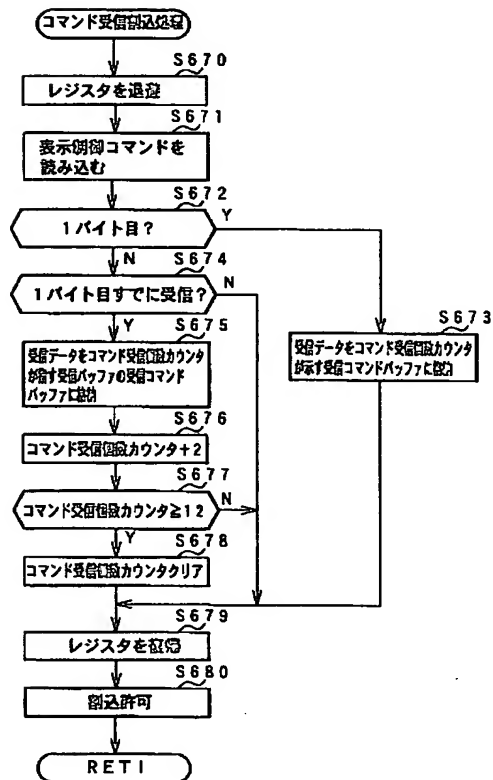 コマンド受信割込処理
S670
レジスタを退避
S671
表示制御コマンドを
読み込む
S672
1バイト目?
Y
N
S674
1バイト目すでに受信?
N
Y
S673
受信データをコマンド受信個数カウンタ
が示す受信コマンドバッファに格納
S675
受信データをコマンド受信個数カウンタ
が指す受信バッファの受信コマンド
バッファに格納
S676
コマンド受信個数カウンタ+2
S677
コマンド受信個数カウンタ≧12
N
Y
S678
コマンド受信個数カウンタクリア
S679
レジスタを復帰
S680
割込許可
RETI